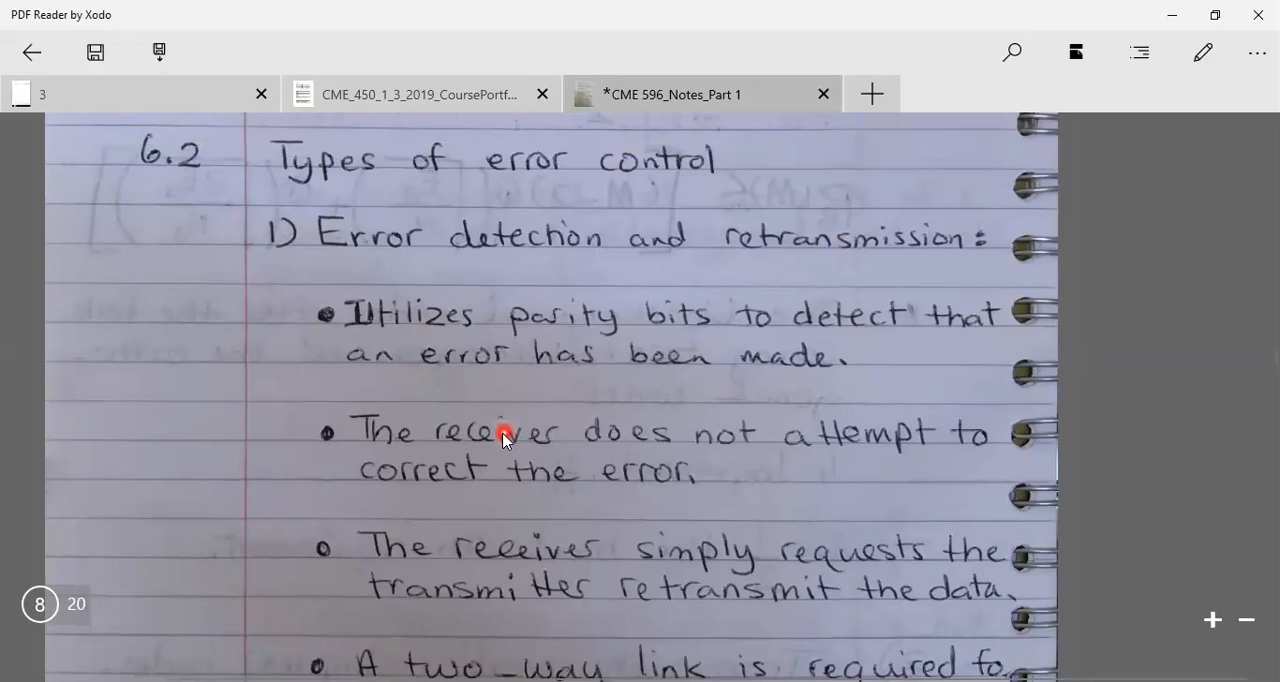 PDF Reader by Xodo
3
CME_450_1_3_2019_CoursePortf...
*CME 596_Notes_Part 1
6.2 Types of error control
1) Error detection and retransmission:
• Utilizes parity bits to detect that
an error has been made.
• The receiver does not attempt to
correct the error.
• The receiver simply requests the
transmitter retransmit the data.
• A two-way link is required fo
8 20